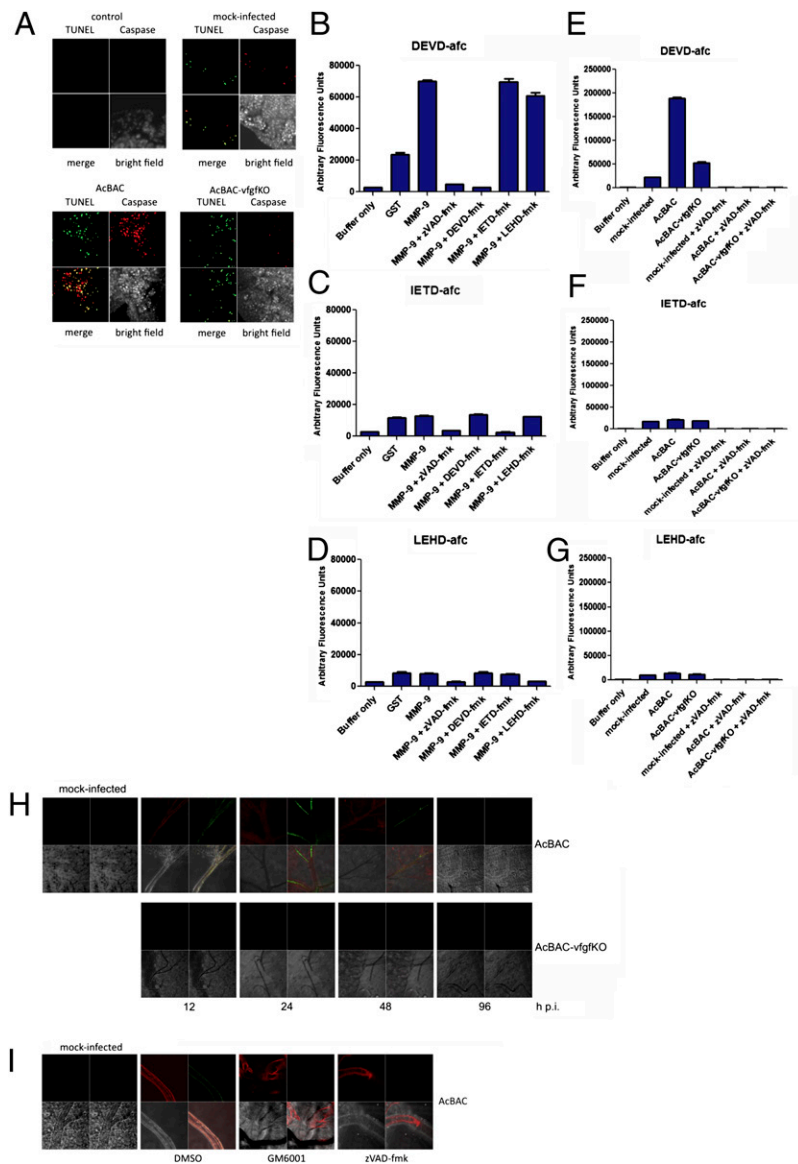 A
control
TUNEL Caspase
merge bright field
mock-infected
TUNEL Caspase
merge bright field
AcBAC
TUNEL Caspase
merge bright field
AcBAC-vfgfKO
TUNEL Caspase
merge bright field
B
DEVD-afc
Arbitrary Fluorescence Units
80000
60000
40000
20000
0
Buffer only
GST
MMP-9
MMP-9 + zVAD-fmk
MMP-9 + DEVD-fmk
MMP-9 + IETD-fmk
MMP-9 + LEHD-fmk
C
IETD-afc
Arbitrary Fluorescence Units
80000
60000
40000
20000
0
Buffer only
GST
MMP-9
MMP-9 + zVAD-fmk
MMP-9 + DEVD-fmk
MMP-9 + IETD-fmk
MMP-9 + LEHD-fmk
D
LEHD-afc
Arbitrary Fluorescence Units
80000
60000
40000
20000
0
Buffer only
GST
MMP-9
MMP-9 + zVAD-fmk
MMP-9 + DEVD-fmk
MMP-9 + IETD-fmk
MMP-9 + LEHD-fmk
E
DEVD-afc
Arbitrary Fluorescence Units
250000
200000
150000
100000
50000
0
Buffer only
mock-infected
AcBAC
AcBAC-vfgfKO
mock-infected + zVAD-fmk
AcBAC + zVAD-fmk
AcBAC-vfgfKO + zVAD-fmk
F
IETD-afc
Arbitrary Fluorescence Units
250000
200000
150000
100000
50000
0
Buffer only
mock-infected
AcBAC
AcBAC-vfgfKO
mock-infected + zVAD-fmk
AcBAC + zVAD-fmk
AcBAC-vfgfKO + zVAD-fmk
G
LEHD-afc
Arbitrary Fluorescence Units
250000
200000
150000
100000
50000
0
Buffer only
mock-infected
AcBAC
AcBAC-vfgfKO
mock-infected + zVAD-fmk
AcBAC + zVAD-fmk
AcBAC-vfgfKO + zVAD-fmk
H
mock-infected
AcBAC
AcBAC-vfgfKO
12 24 48 96 h p.i.
I
mock-infected
AcBAC
DMSO GM6001 zVAD-fmk